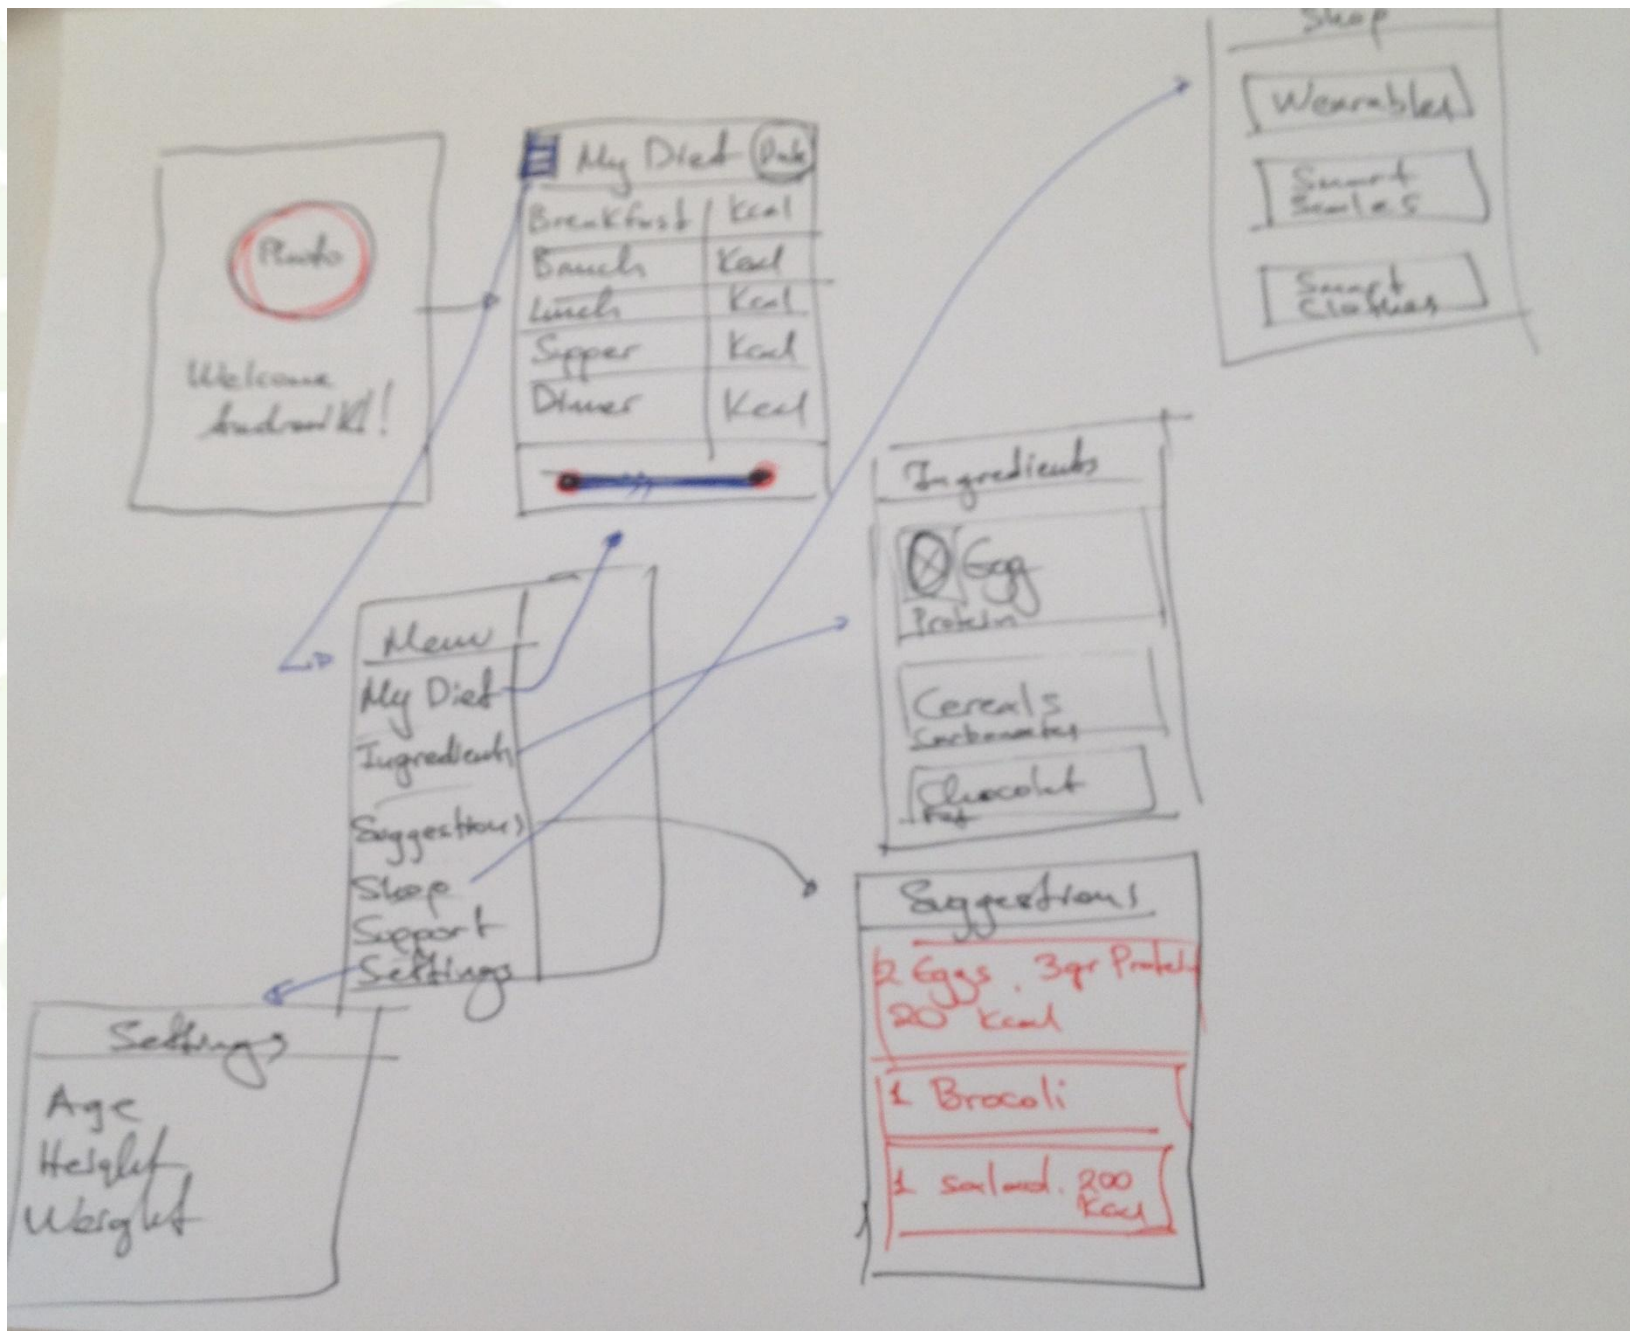 Photo
Welcome
My Diet Date
Breakfast Kcal
Kcal
Lunch Kcal
Supper Kcal
Dinner Kcal
Shop
Wearables
Smart
Scales
Smart
Clothes
Menu
My Diet
Ingredients
Suggestions
Shop
Support
Settings
Ingredients
Egg
Protein
Cereals
Chocolat
Fat
Settings
Age
Height
Weight
Suggestions
2 Eggs . 3gr Protein
20 Kcal
1 Brocoli
1 salad. 200
Kcal